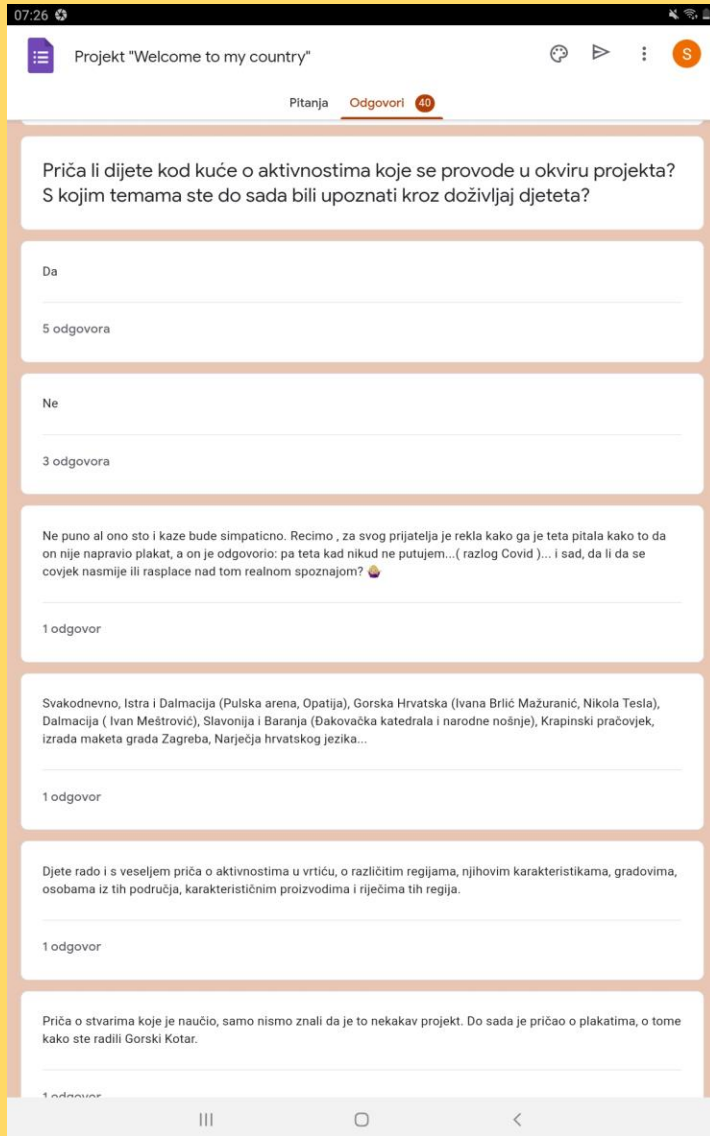 07:26
Projekt "Welcome to my country"
S
Pitanja Odgovori 40
Priča li dijete kod kuće o aktivnostima koje se provode u okviru projekta?
S kojim temama ste do sada bili upoznati kroz doživljaj djeteta?
Da
5 odgovora
Ne
3 odgovora
Ne puno al ono sto i kaze bude simpaticno. Recimo , za svog prijatelja je rekla kako ga je teta pitala kako to da
on nije napravio plakat, a on je odgovorio: pa teta kad nikud ne putujem...( razlog Covid )... i sad, da li da se
covjek nasmije ili rasplace nad tom realnom spoznajom? 🤷‍♀️
1 odgovor
Svakodnevno, Istra i Dalmacija (Pulska arena, Opatija), Gorska Hrvatska (Ivana Brlić Mažuranić, Nikola Tesla),
Dalmacija ( Ivan Meštrović), Slavonija i Baranja (Đakovačka katedrala i narodne nošnje), Krapinski pračovjek,
izrada maketa grada Zagreba, Narječja hrvatskog jezika...
1 odgovor
Djete rado i s veseljem priča o aktivnostima u vrtiću, o različitim regijama, njihovim karakteristikama, gradovima,
osobama iz tih područja, karakterističnim proizvodima i riječima tih regija.
1 odgovor
Priča o stvarima koje je naučio, samo nismo znali da je to nekakav projekt. Do sada je pričao o plakatima, o tome
kako ste radili Gorski Kotar.
1 odgovor